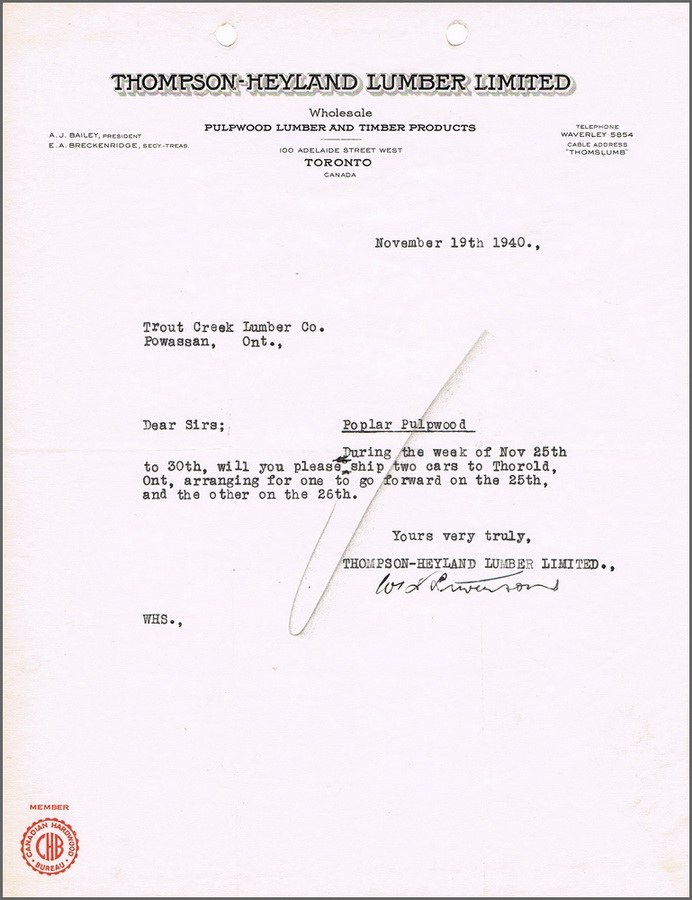 THOMPSON-HEYLAND LUMBER LIMITED
Wholesale
PULPWOOD LUMBER AND TIMBER PRODUCTS
A. J. BAILEY, PRESIDENT
E. A. BRECKENRIDGE, SECY.-TREAS.
100 ADELAIDE STREET WEST
TORONTO
CANADA
TELEPHONE
WAVERLEY 5854
CABLE ADDRESS
"THOMSLUMB"
November 19th 1940.,
Trout Creek Lumber Co.
Powassan, Ont.,
Dear Sirs; Poplar Pulpwood
During the week of Nov 25th
to 30th, will you please ship two cars to Thorold,
Ont, arranging for one to go forward on the 25th,
and the other on the 26th.
Yours very truly,
THOMPSON-HEYLAND LUMBER LIMITED.,
WHS.,
MEMBER
CANADIAN HARDWOOD
CHB
BUREAU